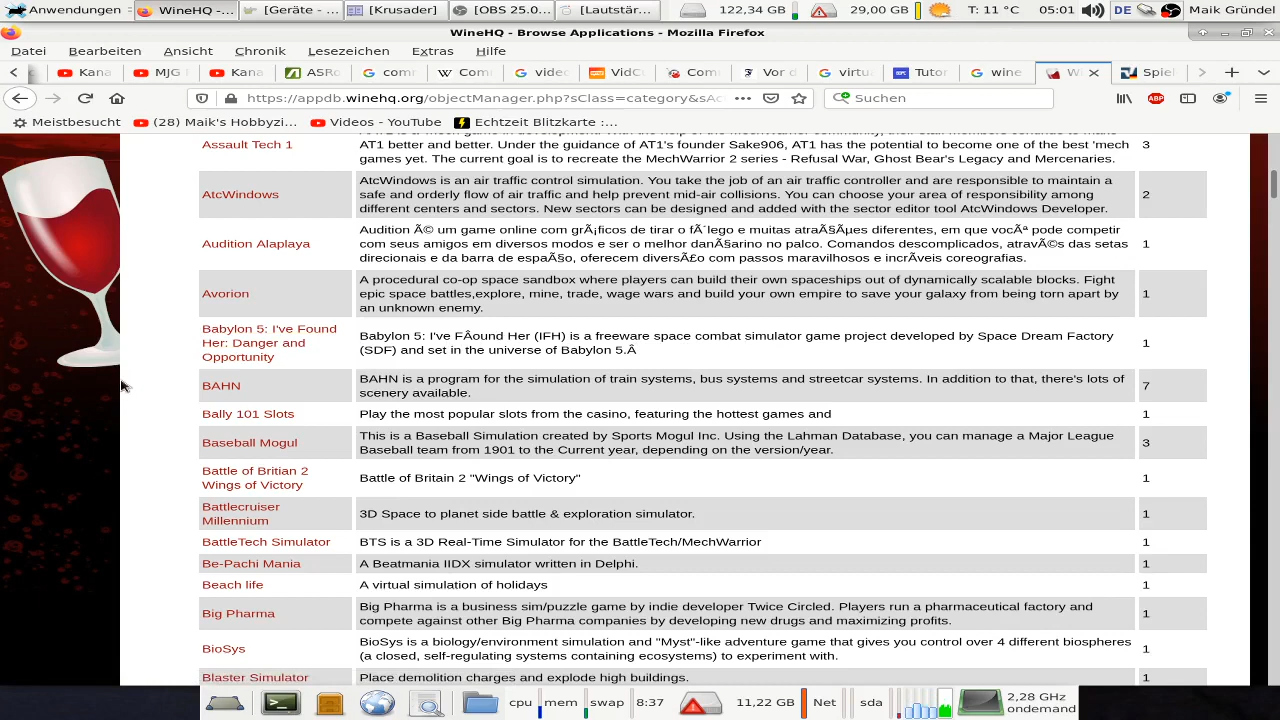 Anwendungen
WineHQ -...
[Geräte - ...
[Krusader]
[OBS 25.0...
[Lautstär...
122,34 GB
29,00 GB
T: 11 °C
05:01
DE
Maik Gründel
WineHQ - Browse Applications - Mozilla Firefox
Datei Bearbeiten Ansicht Chronik Lesezeichen Extras Hilfe
Kana
MJG
Kana
ASRo
com
Com
video
VidC
Com
Vor d
virtu
Tutor
wine
Wi
Spiel
https://appdb.winehq.org/objectManager.php?sClass=category&sAc
Suchen
Meistbesucht
(28) Maik's Hobbyzi...
Videos - YouTube
Echtzeit Blitzkarte :...
Assault Tech 1
AT1 better and better. Under the guidance of AT1's founder Sake906, AT1 has the potential to become one of the best 'mech
games yet. The current goal is to recreate the MechWarrior 2 series - Refusal War, Ghost Bear's Legacy and Mercenaries.
3
AtcWindows
AtcWindows is an air traffic control simulation. You take the job of an air traffic controller and are responsible to maintain a
safe and orderly flow of air traffic and help prevent mid-air collisions. You can choose your area of responsibility among
different centers and sectors. New sectors can be designed and added with the sector editor tool AtcWindows Developer.
2
Audition Alaplaya
Audition Ã© um game online com grÃ¡ficos de tirar o fÃ´lego e muitas atraÃ§Ãµes diferentes, em que vocÃª pode competir
com seus amigos em diversos modos e ser o melhor danÃ§arino no palco. Comandos descomplicados, atravÃ©s das setas
direcionais e da barra de espaÃ§o, oferecem diversÃ£o com passos maravilhosos e incrÃ­veis coreografias.
1
Avorion
A procedural co-op space sandbox where players can build their own spaceships out of dynamically scalable blocks. Fight
epic space battles,explore, mine, trade, wage wars and build your own empire to save your galaxy from being torn apart by
an unknown enemy.
1
Babylon 5: I've Found
Her: Danger and
Opportunity
Babylon 5: I've FÂound Her (IFH) is a freeware space combat simulator game project developed by Space Dream Factory
(SDF) and set in the universe of Babylon 5.Â
1
BAHN
BAHN is a program for the simulation of train systems, bus systems and streetcar systems. In addition to that, there's lots of
scenery available.
7
Bally 101 Slots
Play the most popular slots from the casino, featuring the hottest games and
1
Baseball Mogul
This is a Baseball Simulation created by Sports Mogul Inc. Using the Lahman Database, you can manage a Major League
Baseball team from 1901 to the Current year, depending on the version/year.
3
Battle of Britian 2
Wings of Victory
Battle of Britain 2 "Wings of Victory"
1
Battlecruiser
Millennium
3D Space to planet side battle & exploration simulator.
1
BattleTech Simulator
BTS is a 3D Real-Time Simulator for the BattleTech/MechWarrior
1
Be-Pachi Mania
A Beatmania IIDX simulator written in Delphi.
1
Beach life
A virtual simulation of holidays
1
Big Pharma
Big Pharma is a business sim/puzzle game by indie developer Twice Circled. Players run a pharmaceutical factory and
compete against other Big Pharma companies by developing new drugs and maximizing profits.
1
BioSys
BioSys is a biology/environment simulation and "Myst"-like adventure game that gives you control over 4 different biospheres
(a closed, self-regulating systems containing ecosystems) to experiment with.
1
Blaster Simulator
Place demolition charges and explode high buildings.
1
cpu
mem
swap
8:37
11,22 GB
Net
sda
2,28 GHz
ondemand